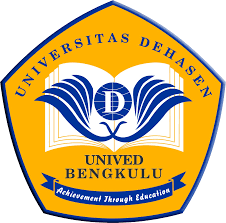 UNIVERSITAS DEHASEN
D
UNIVED
BENGKULU
Achievement Through Education